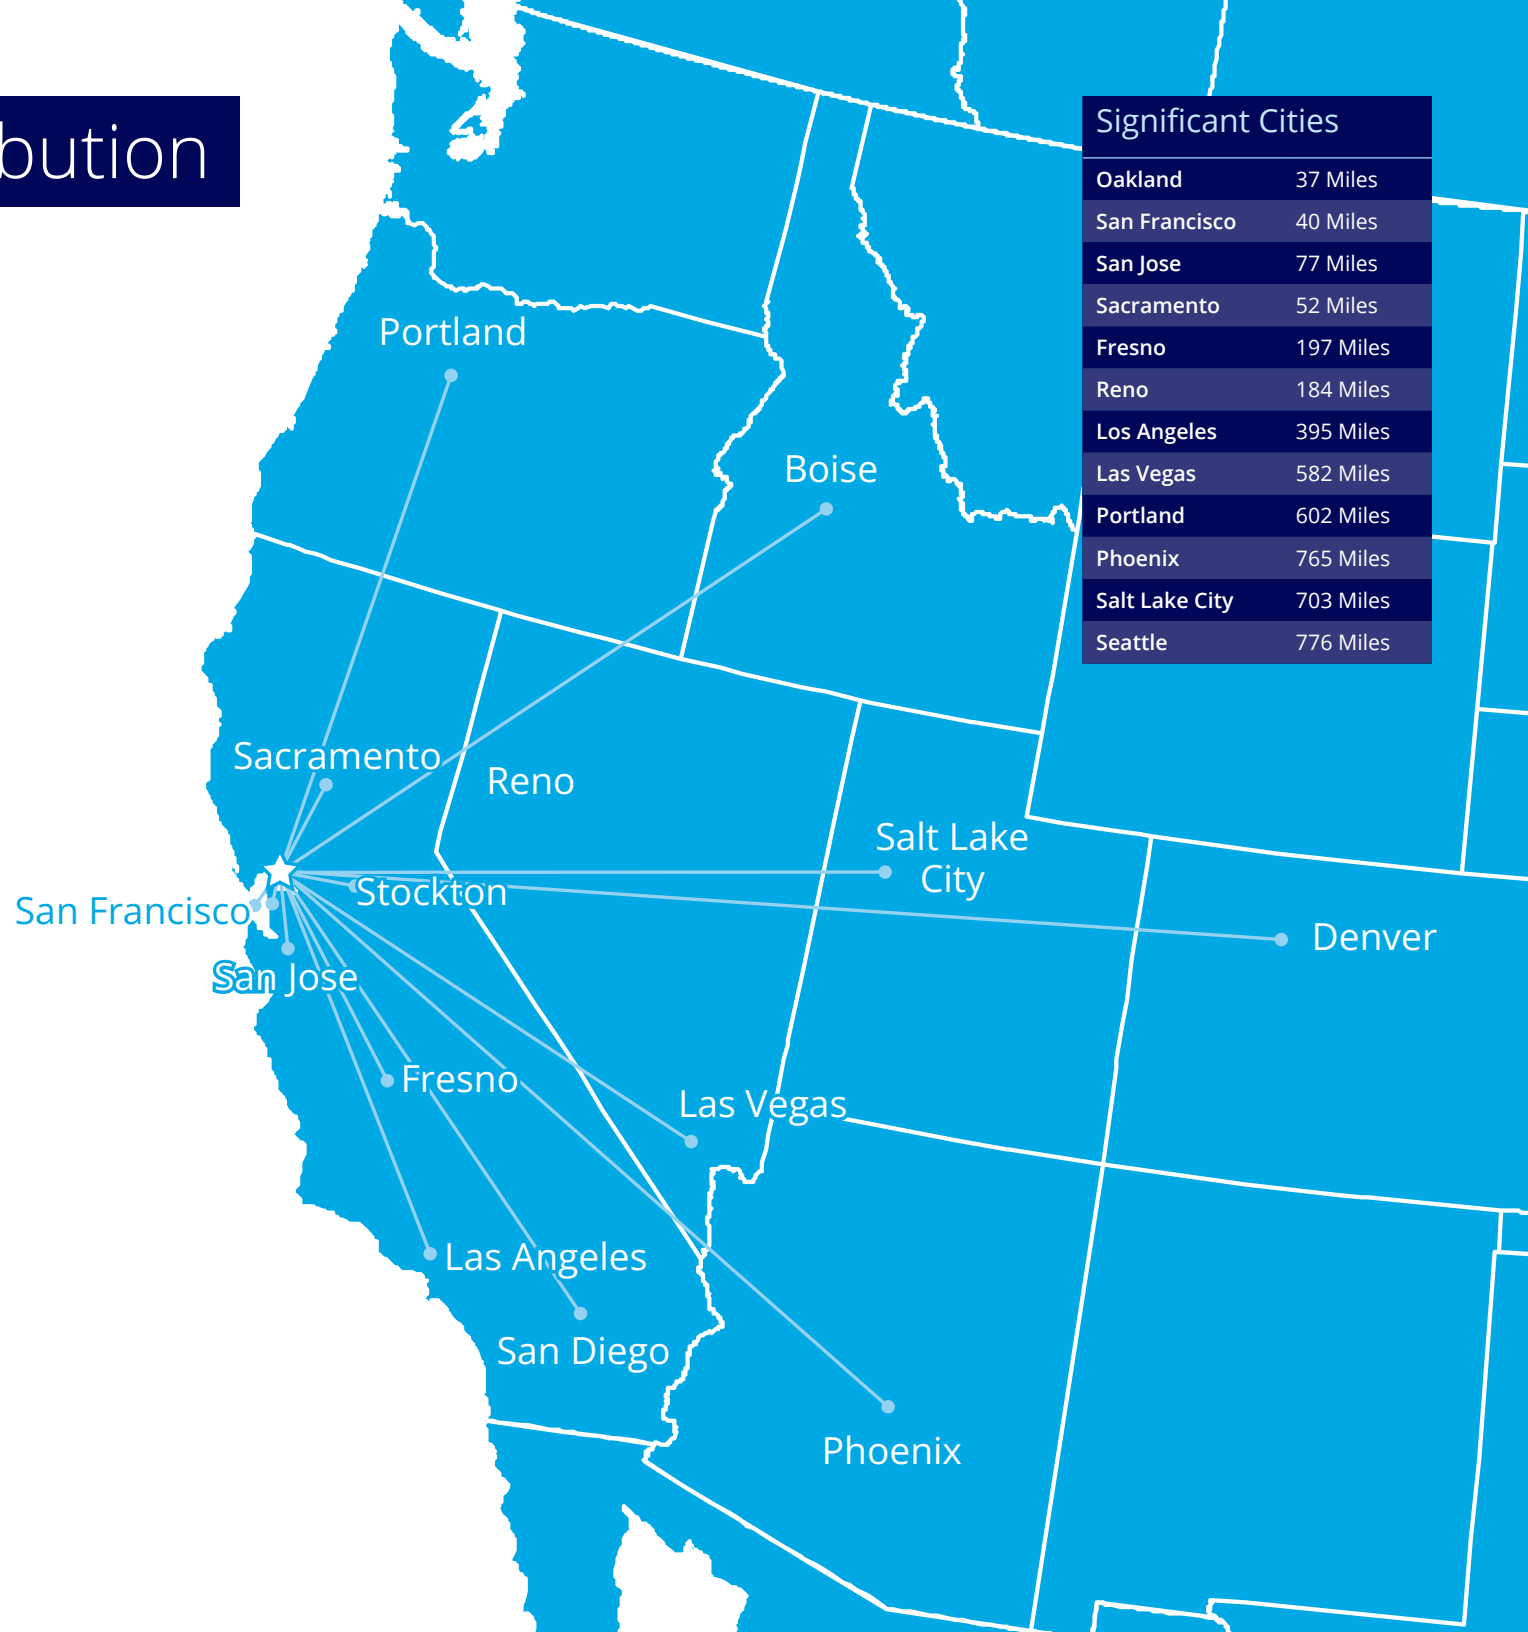 bution
Significant Cities
Oakland 37 Miles
San Francisco 40 Miles
San Jose 77 Miles
Sacramento 52 Miles
Fresno 197 Miles
Reno 184 Miles
Los Angeles 395 Miles
Las Vegas 582 Miles
Portland 602 Miles
Phoenix 765 Miles
Salt Lake City 703 Miles
Seattle 776 Miles
Portland
Boise
Sacramento
Reno
Salt Lake
City
Stockton
San Francisco
Denver
San Jose
Fresno
Las Vegas
Las Angeles
San Diego
Phoenix